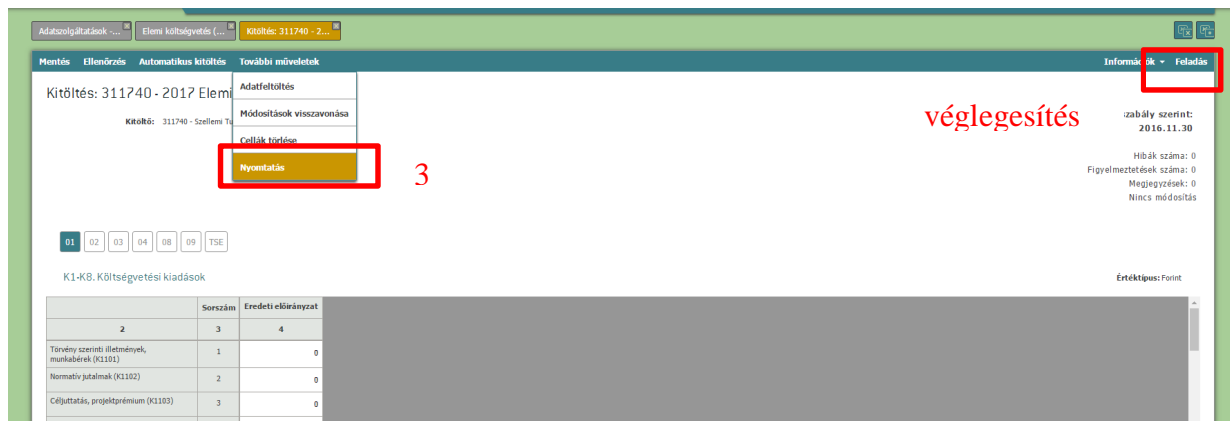 Adatszolgáltatások -... Elemi költségvetés (... Kitöltés: 311740 - 2...
Mentés Ellenőrzés Automatikus kitöltés További műveletek Információk Feladás
Adatfeltöltés
Kitöltés: 311740 - 2017 Elemi
Módosítások visszavonása
véglegesítés
zabály szerint:
Kitöltő: 311740 - Szellemi Tu
2016.11.30
Cellák törlése
Hibák száma: 0
Nyomtatás
3
Figyelmeztetések száma: 0
Megjegyzések: 0
Nincs módosítás
01 02 03 04 08 09 TSE
K1-K8. Költségvetési kiadások
Értéktípus: Forint
Sorszám Eredeti előirányzat
2 3 4
Törvény szerinti illetmények,
munkabérek (K1101) 1 0
Normatív jutalmak (K1102) 2 0
Céljuttatás, projektprémium (K1103) 3 0